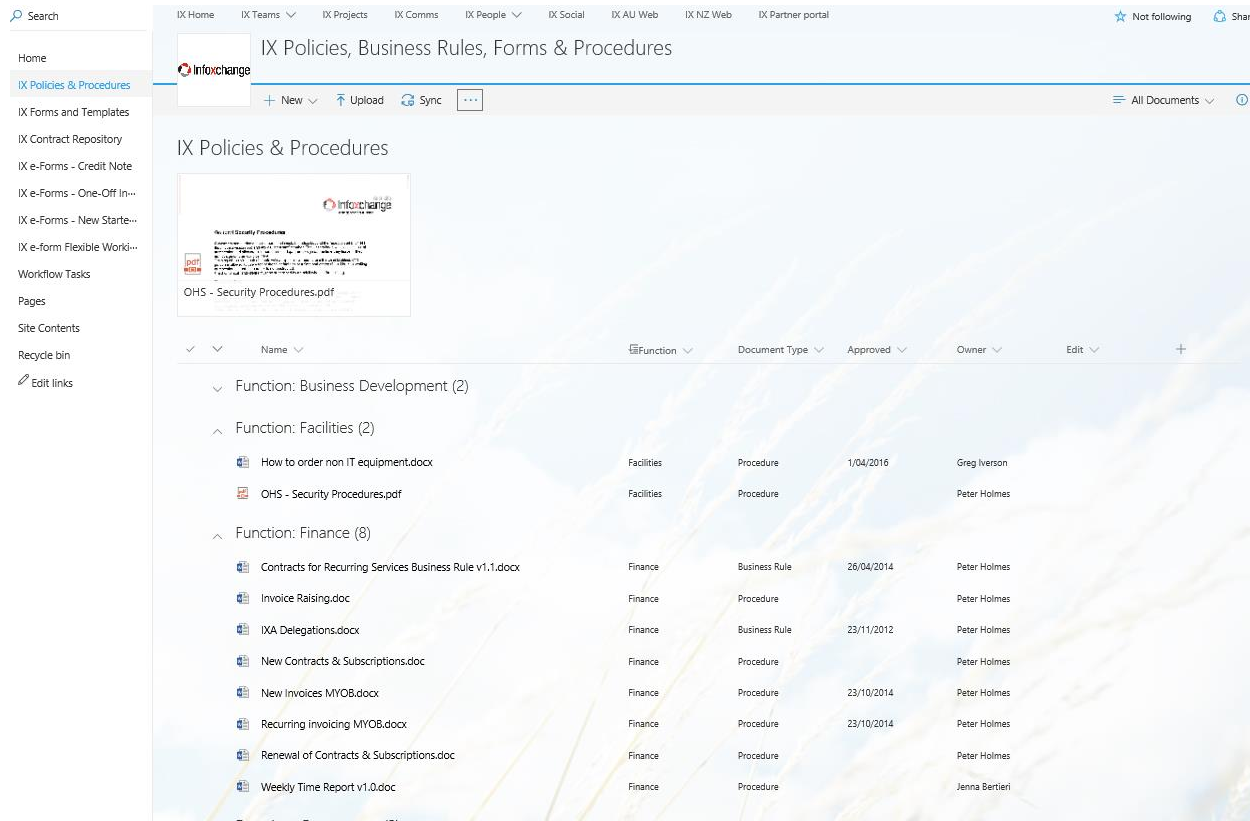 Search
IX Home IX Teams IX Projects IX Comms IX People IX Social IX AU Web IX NZ Web IX Partner portal
Not following
Infoxchange
IX Policies, Business Rules, Forms & Procedures
New Upload Sync ··· All Documents
Home
IX Policies & Procedures
IX Forms and Templates
IX Contract Repository
IX e-Forms - Credit Note
IX e-Forms - One-Off In···
IX e-Forms - New Starte···
IX e-form Flexible Worki···
Workflow Tasks
Pages
Site Contents
Recycle bin
Edit links
IX Policies & Procedures
Infoxchange
Security Procedures
pdf
OHS - Security Procedures.pdf
Name Function Document Type Approved Owner Edit
Function: Business Development (2)
Function: Facilities (2)
How to order non IT equipment.docx Facilities Procedure 1/04/2016 Greg Iverson
OHS - Security Procedures.pdf Facilities Procedure Peter Holmes
Function: Finance (8)
Contracts for Recurring Services Business Rule v1.1.docx Finance Business Rule 26/04/2014 Peter Holmes
Invoice Raising.doc Finance Procedure Peter Holmes
IXA Delegations.docx Finance Business Rule 23/11/2012 Peter Holmes
New Contracts & Subscriptions.doc Finance Procedure Peter Holmes
New Invoices MYOB.docx Finance Procedure 23/10/2014 Peter Holmes
Recurring invoicing MYOB.docx Finance Procedure 23/10/2014 Peter Holmes
Renewal of Contracts & Subscriptions.doc Finance Procedure Peter Holmes
Weekly Time Report v1.0.doc Finance Procedure Jenna Bertieri